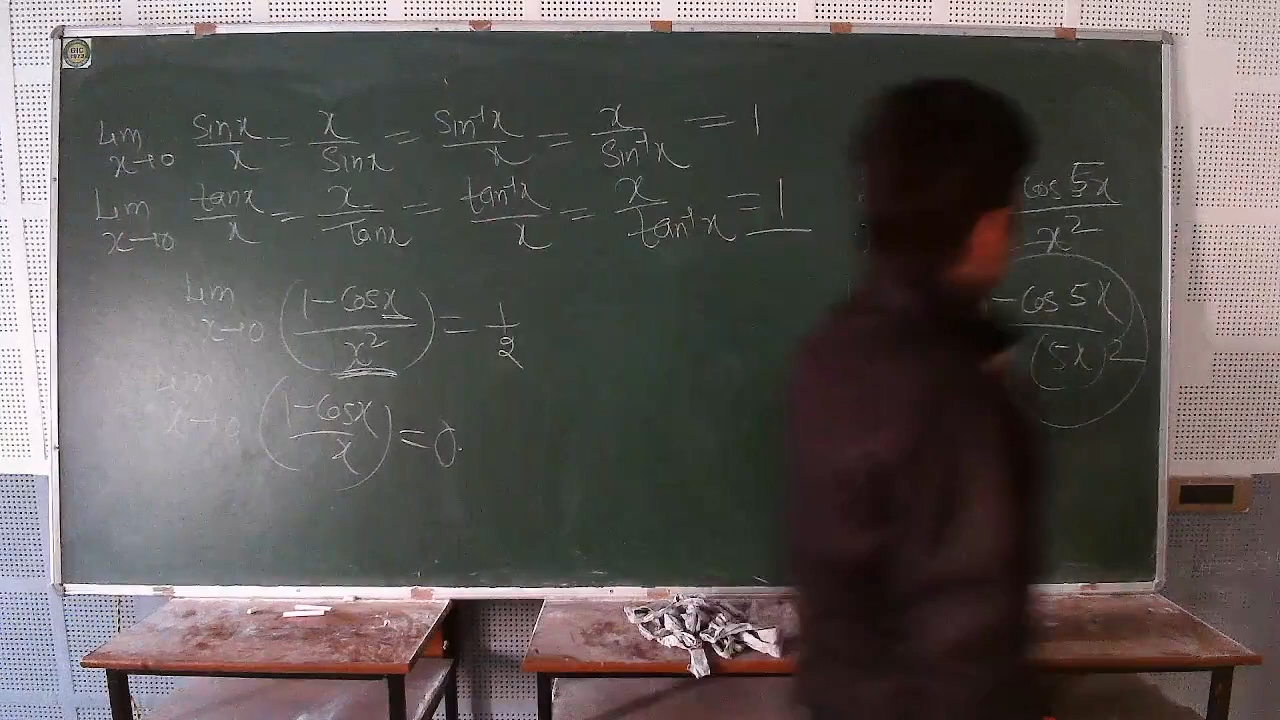 Lim x→0 sinx/x = x/sinx = sin⁻¹x/x = x/sin⁻¹x = 1
Lim x→0 tanx/x = x/tanx = tan⁻¹x/x = x/tan⁻¹x = 1
Lim x→0 (1-cosx/x²) = 1/2
Lim x→0 (1-cosx/x) = 0.
cos 5x/x²
-cos 5x/(5x)²